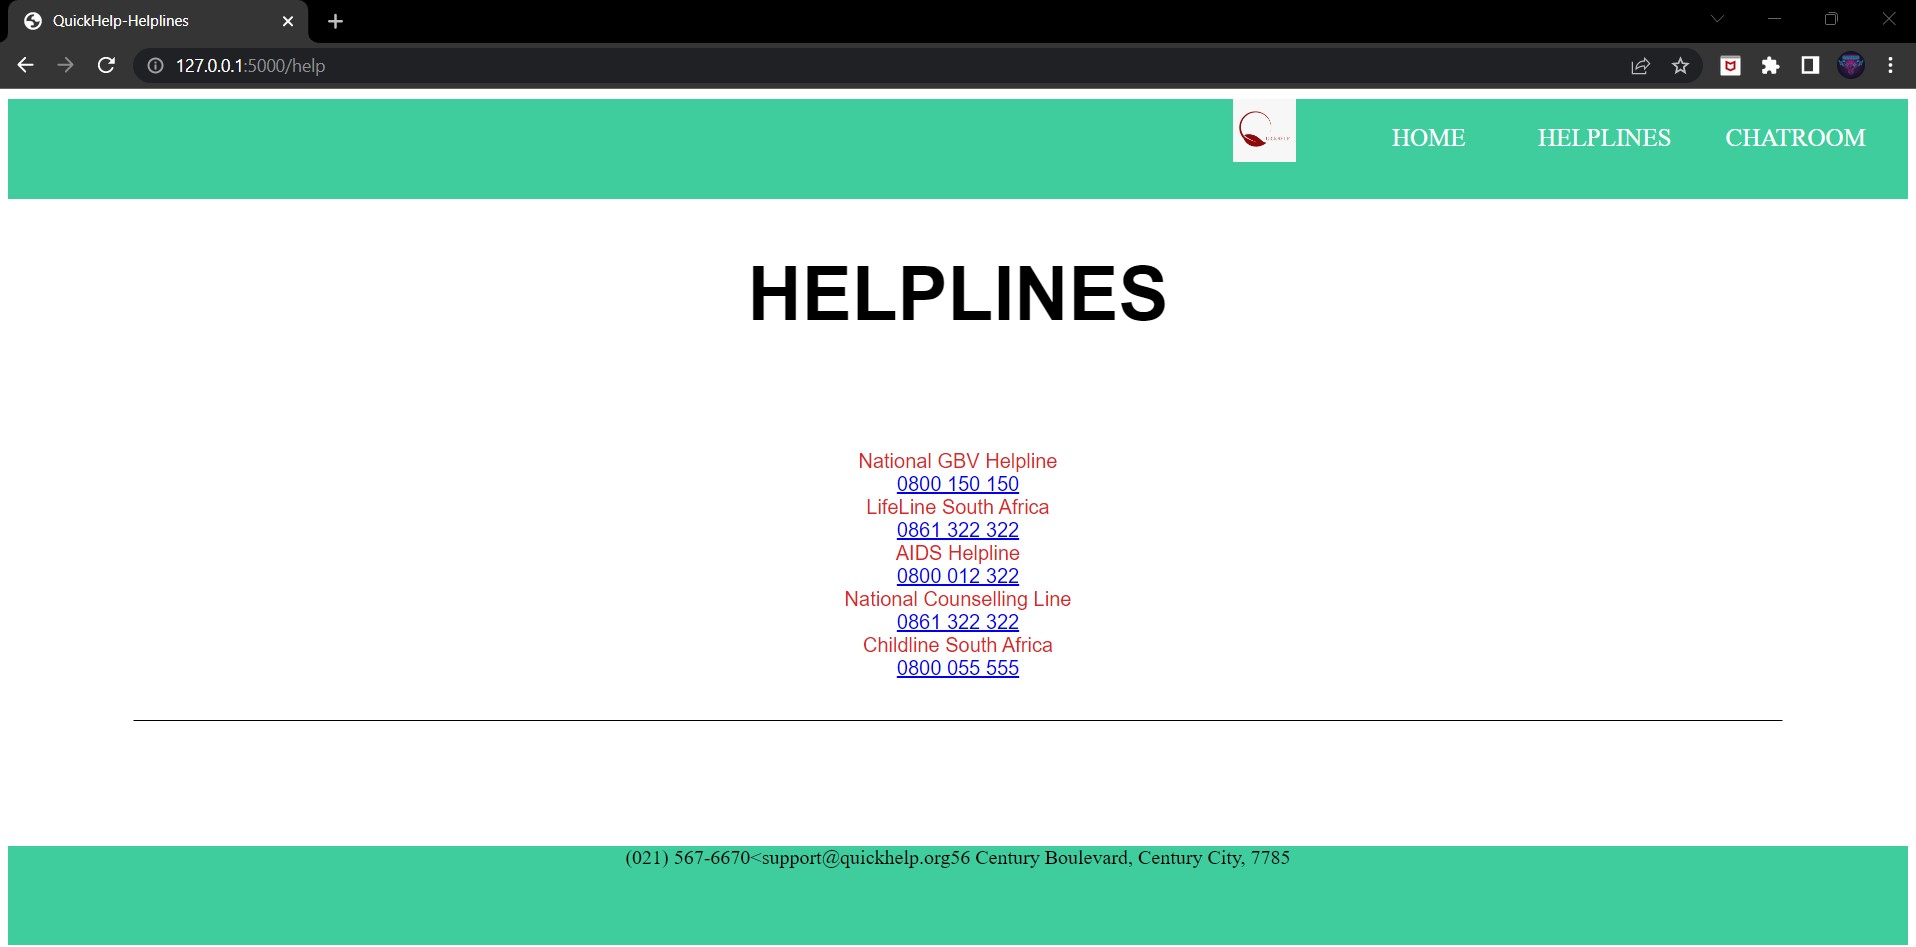 QuickHelp-Helplines
127.0.0.1:5000/help
HOME HELPLINES CHATROOM
HELPLINES
National GBV Helpline
0800 150 150
LifeLine South Africa
0861 322 322
AIDS Helpline
0800 012 322
National Counselling Line
0861 322 322
Childline South Africa
0800 055 555
(021) 567-6670<support@quickhelp.org56 Century Boulevard, Century City, 7785